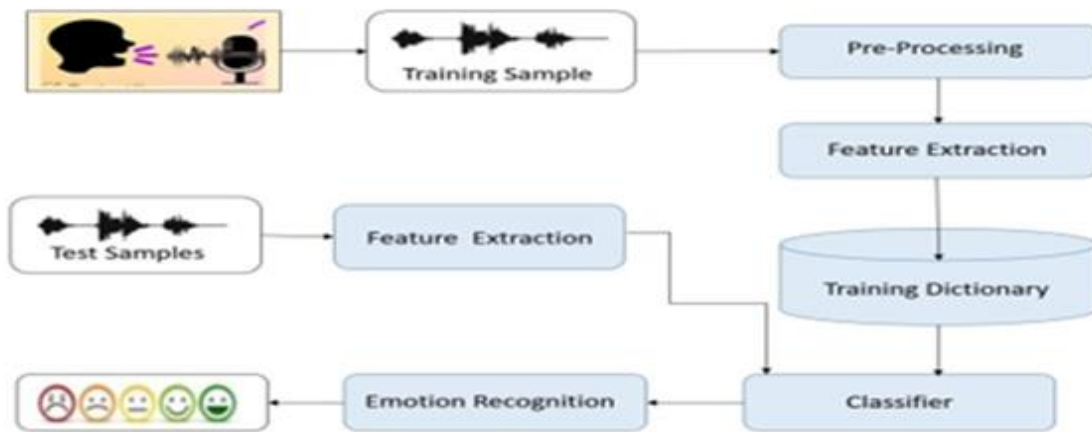 Training Sample
Pre-Processing
Feature Extraction
Test Samples
Feature Extraction
Training Dictionary
Emotion Recognition
Classifier